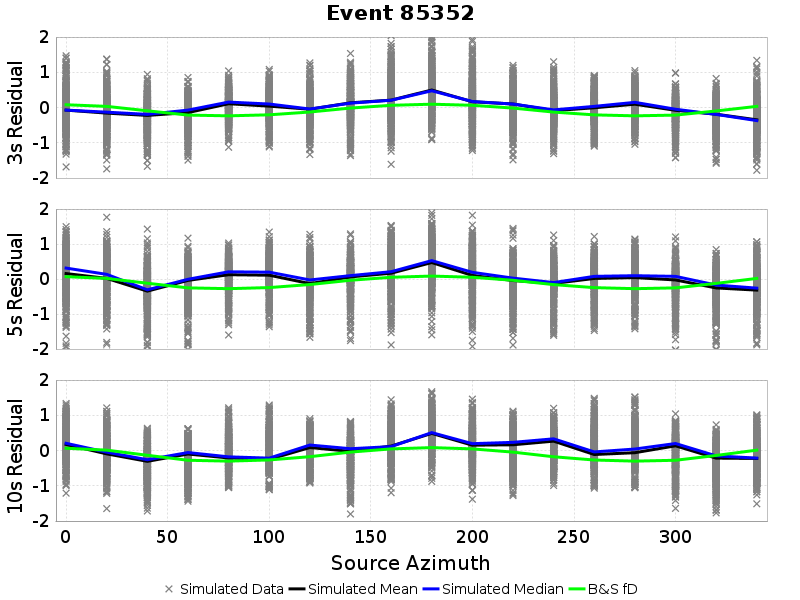 Event 85352
3s Residual
2
1
0
-1
-2
5s Residual
2
1
0
-1
-2
10s Residual
2
1
0
-1
-2
0 50 100 150 200 250 300
Source Azimuth
Simulated Data Simulated Mean Simulated Median B&S fD